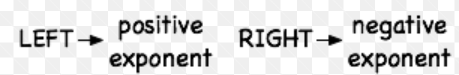 LEFT → positive exponent
RIGHT → negative exponent